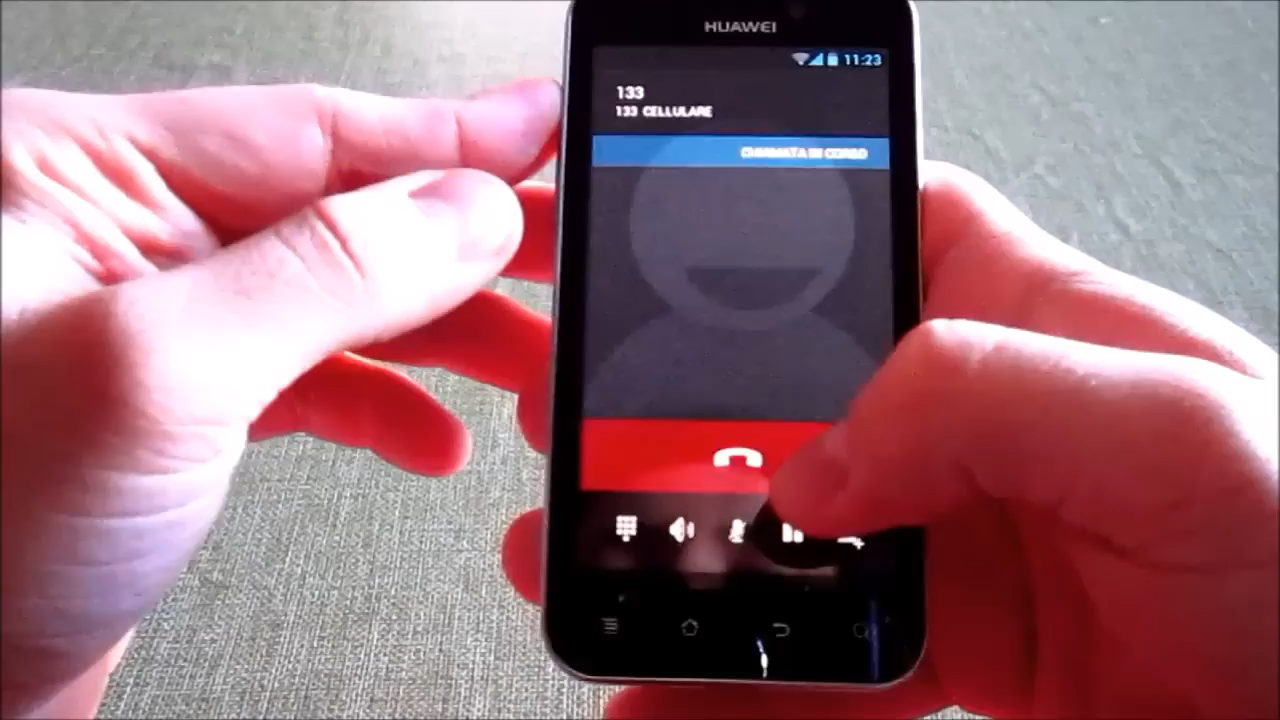 HUAWEI
11:23
133
133 CELLULARE
CHIAMATA IN CORSO